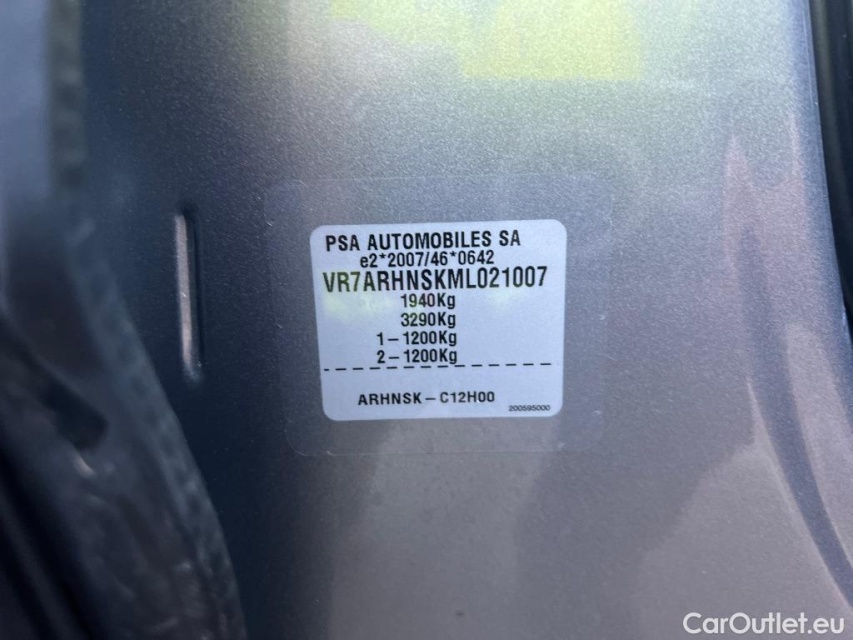 PSA AUTOMOBILES SA
e2*2007/46*0642
VR7ARHNSKML021007
1940Kg
3290Kg
1-1200Kg
2-1200Kg
ARHNSK-C12H00
200595000
CarOutlet.eu